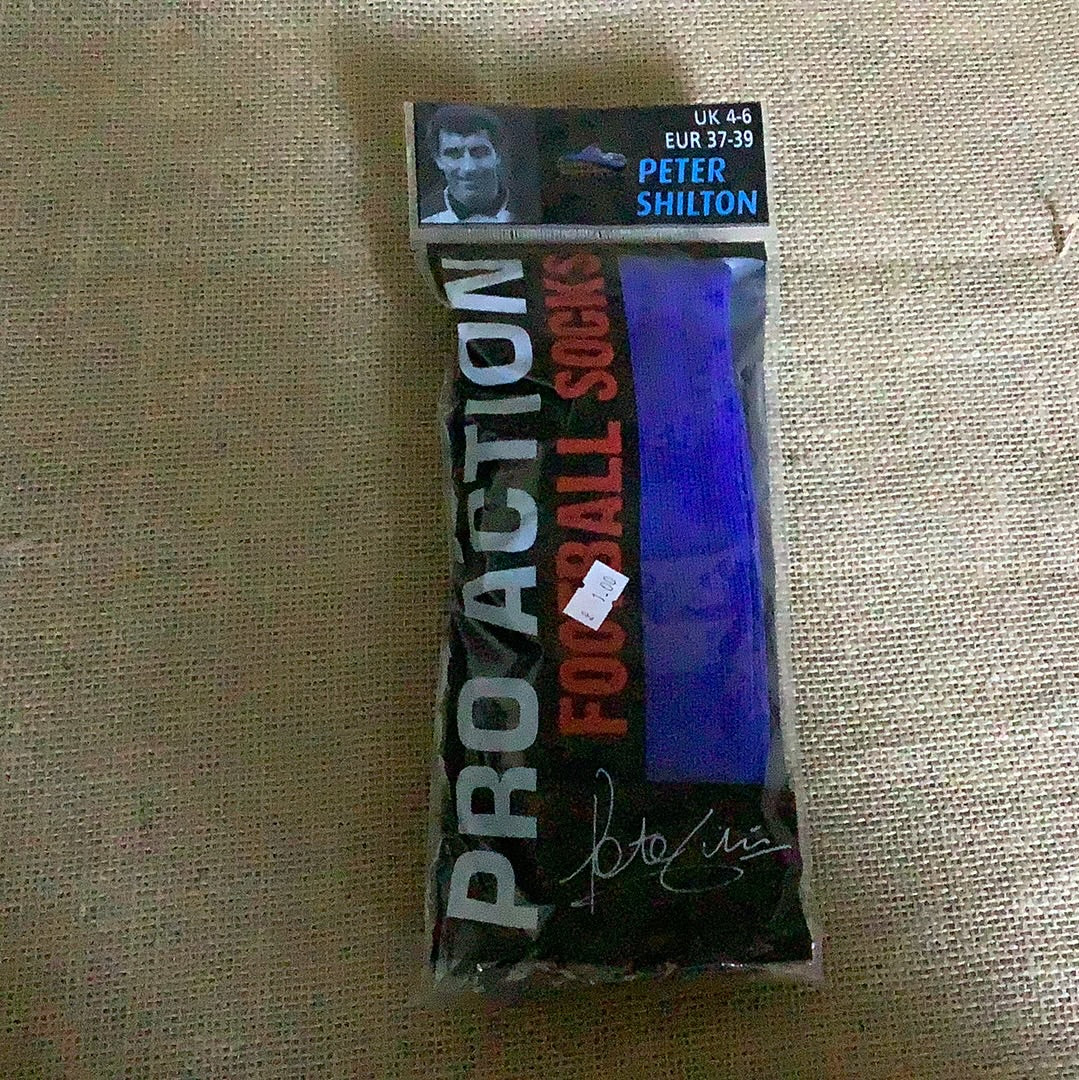 UK 4-6
EUR 37-39
PETER
SHILTON
PRO ACTION
FOOTBALL SOCKS
£ 1.00